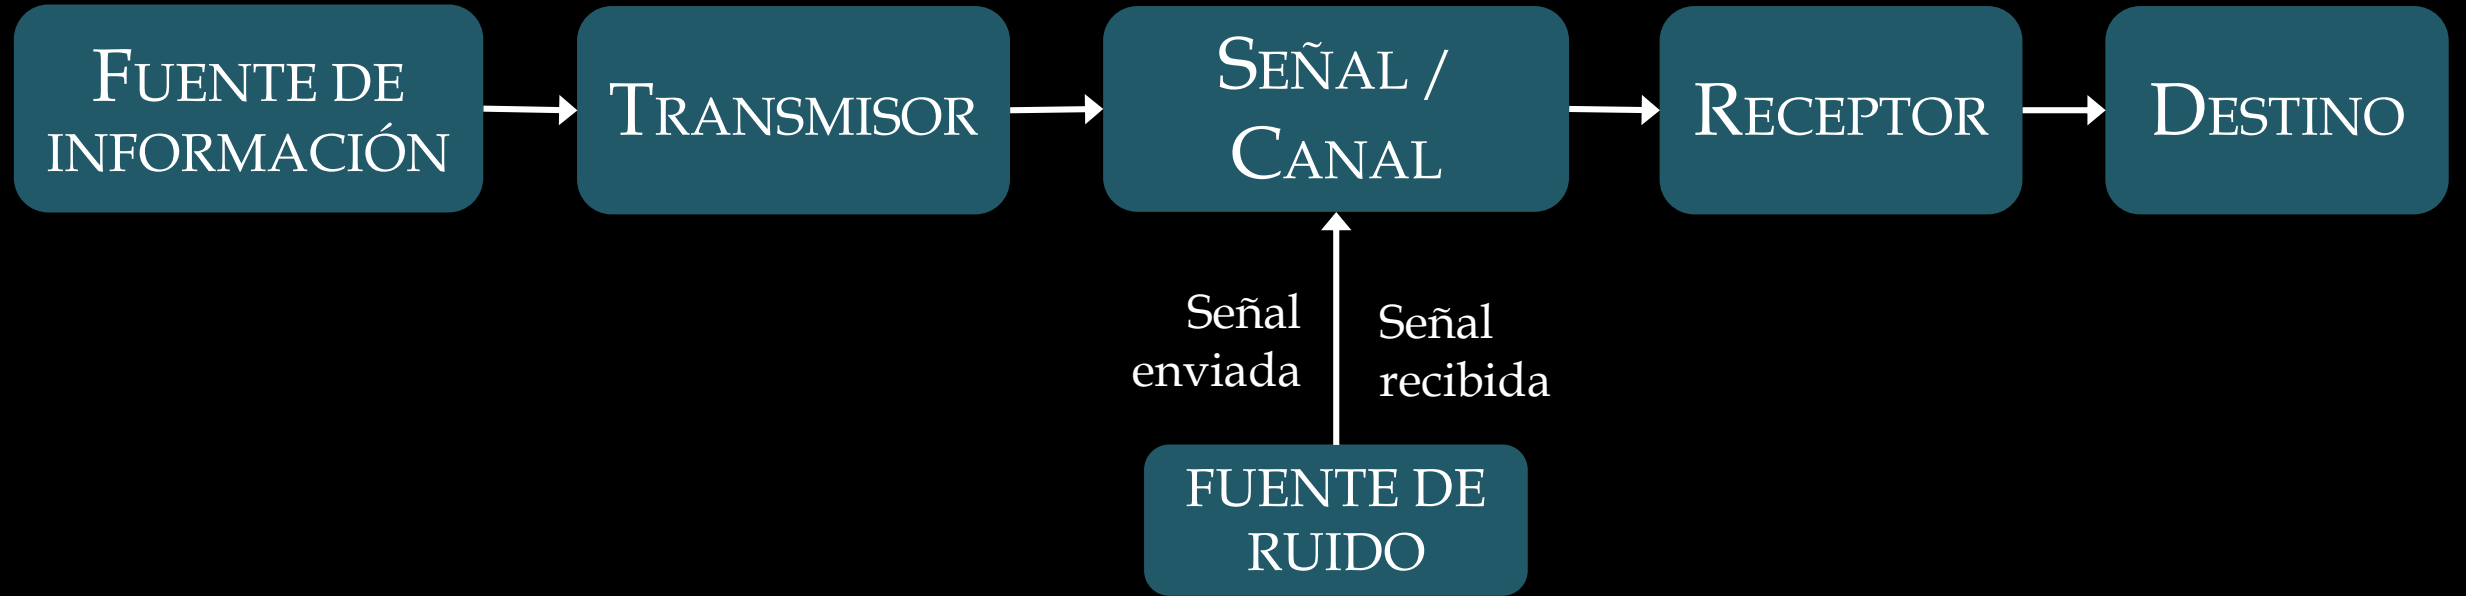 Fuente de
información
Transmisor
Señal /
Canal
Receptor
Destino
Señal
enviada
Señal
recibida
FUENTE DE
RUIDO